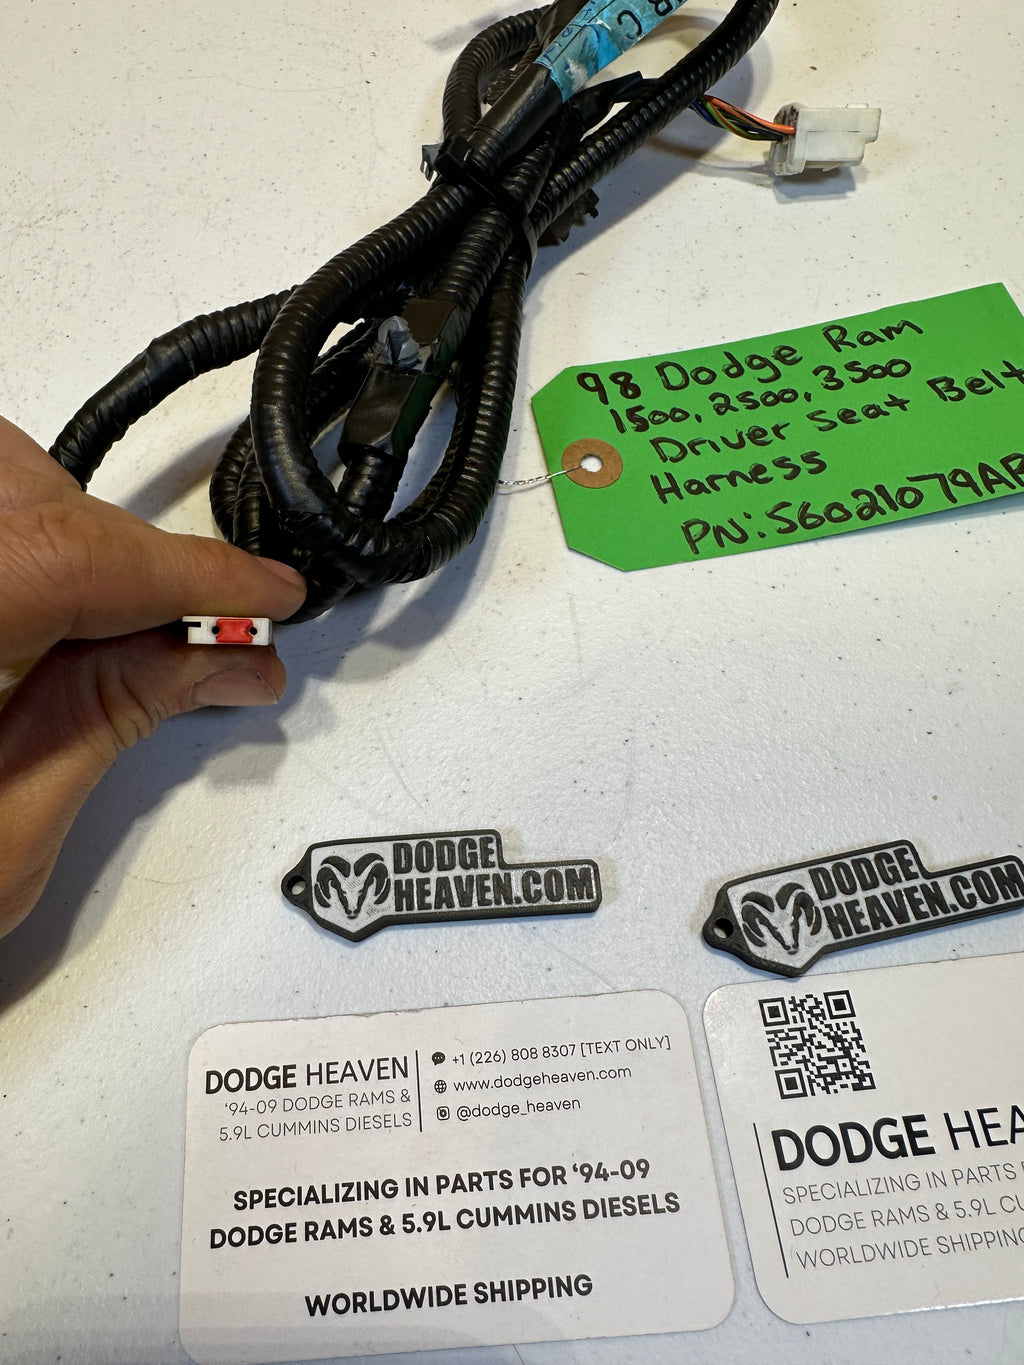 R C
98 Dodge Ram
1500, 2500, 3500
Driver Seat Belt
Harness
PN: 56021079AB
DODGE
HEAVEN.COM
DODGE
HEAVEN.COM
DODGE HEAVEN
'94-09 DODGE RAMS &
5.9L CUMMINS DIESELS
+1 (226) 808 8307 [TEXT ONLY]
www.dodgeheaven.com
@dodge_heaven
SPECIALIZING IN PARTS FOR '94-09
DODGE RAMS & 5.9L CUMMINS DIESELS
WORLDWIDE SHIPPING
DODGE HEA
SPECIALIZING IN PARTS
DODGE RAMS & 5.9L CU
WORLDWIDE SHIPPING